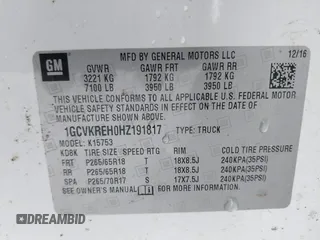 GM
MFD BY GENERAL MOTORS LLC
12/16
GVWR GAWR FRT GAWR RR
3221 KG 1792 KG 1792 KG
7100 LB 3950 LB 3950 LB
THIS VEHICLE CONFORMS TO ALL APPLICABLE U.S. FEDERAL MOTOR
VEHICLE SAFETY STANDARDS IN EFFECT ON THE DATE OF
MANUFACTURE SHOWN ABOVE.
1GCVKREH0HZ191817 TYPE: TRUCK
MODEL: K15753
TIRE SIZE SPEED RTG RIM COLD TIRE PRESSURE
FRT P265/65R18 T 18X8.5J 240KPA(35PSI)
RR P265/65R18 T 18X8.5J 240KPA(35PSI)
SPA P265/70R17 S 17X7.5J 240KPA(35PSI)
SEE OWNER'S MANUAL FOR MORE INFORMATION.
AutoBidMaster